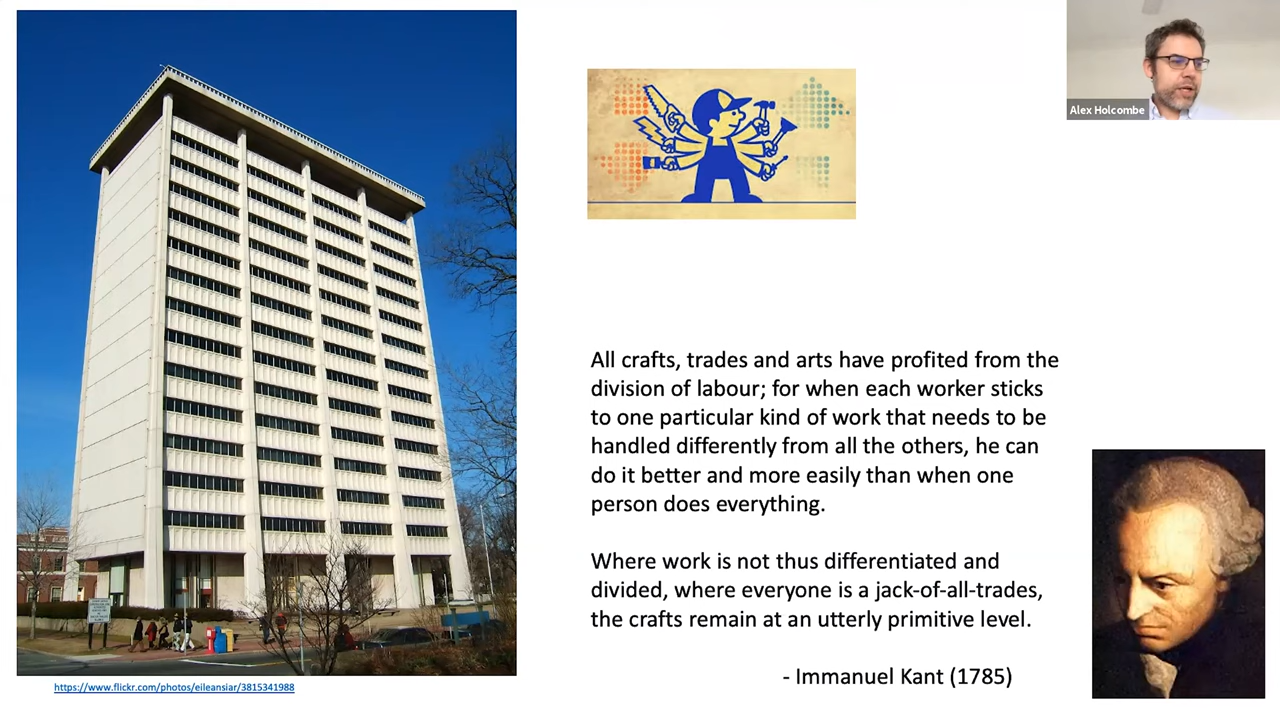 Alex Holcombe
All crafts, trades and arts have profited from the
division of labour; for when each worker sticks
to one particular kind of work that needs to be
handled differently from all the others, he can
do it better and more easily than when one
person does everything.
Where work is not thus differentiated and
divided, where everyone is a jack-of-all-trades,
the crafts remain at an utterly primitive level.
- Immanuel Kant (1785)
https://www.flickr.com/photos/eileansiar/3815341988